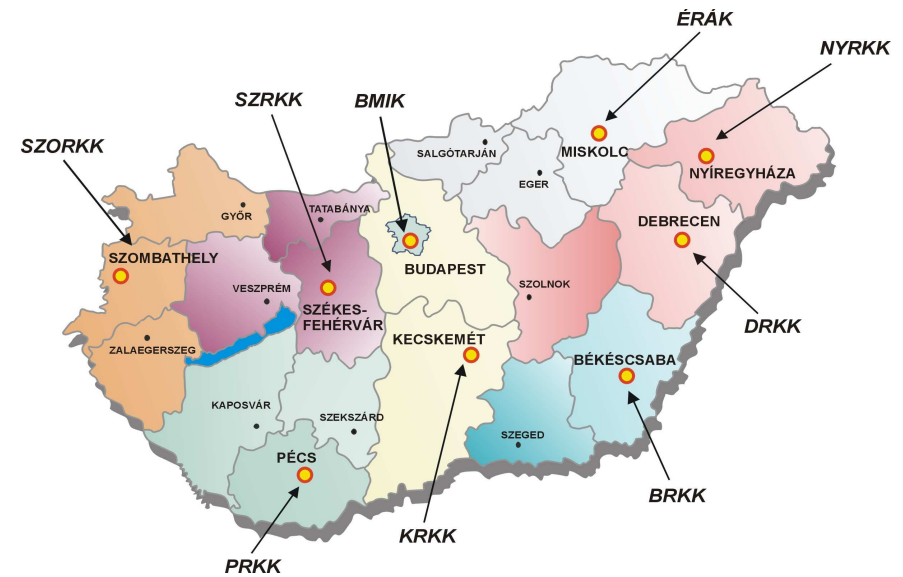 ÉRÁK
NYRKK
SZRKK
BMIK
SZORKK
SALGÓTARJÁN
MISKOLC
EGER
NYÍREGYHÁZA
GYŐR
TATABÁNYA
DEBRECEN
SZOMBATHELY
BUDAPEST
VESZPRÉM
SZOLNOK
SZÉKES-
FEHÉRVÁR
DRKK
KECSKEMÉT
ZALAEGERSZEG
BÉKÉSCSABA
KAPOSVÁR
SZEKSZÁRD
SZEGED
PÉCS
BRKK
KRKK
PRKK